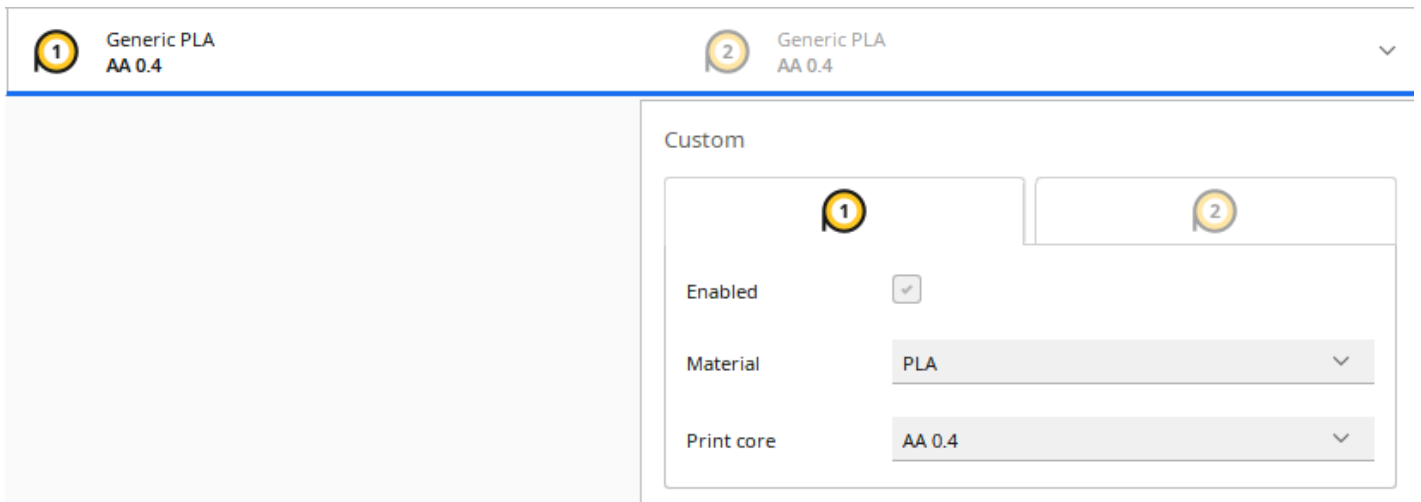 1
Generic PLA
AA 0.4
2
Generic PLA
AA 0.4
Custom
1
2
Enabled
Material
PLA
Print core
AA 0.4